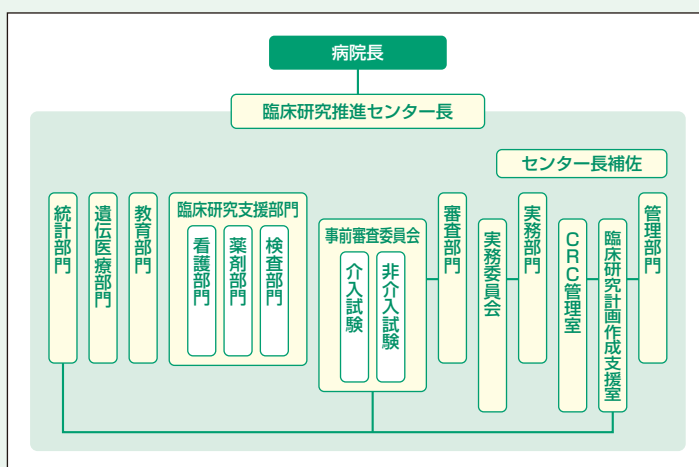 病院長
臨床研究推進センター長
センター長補佐
統計部門
遺伝医療部門
教育部門
臨床研究支援部門
看護部門
薬剤部門
検査部門
事前審査委員会
介入試験
非介入試験
審査部門
実務委員会
実務部門
CRC管理室
臨床研究計画作成支援室
管理部門